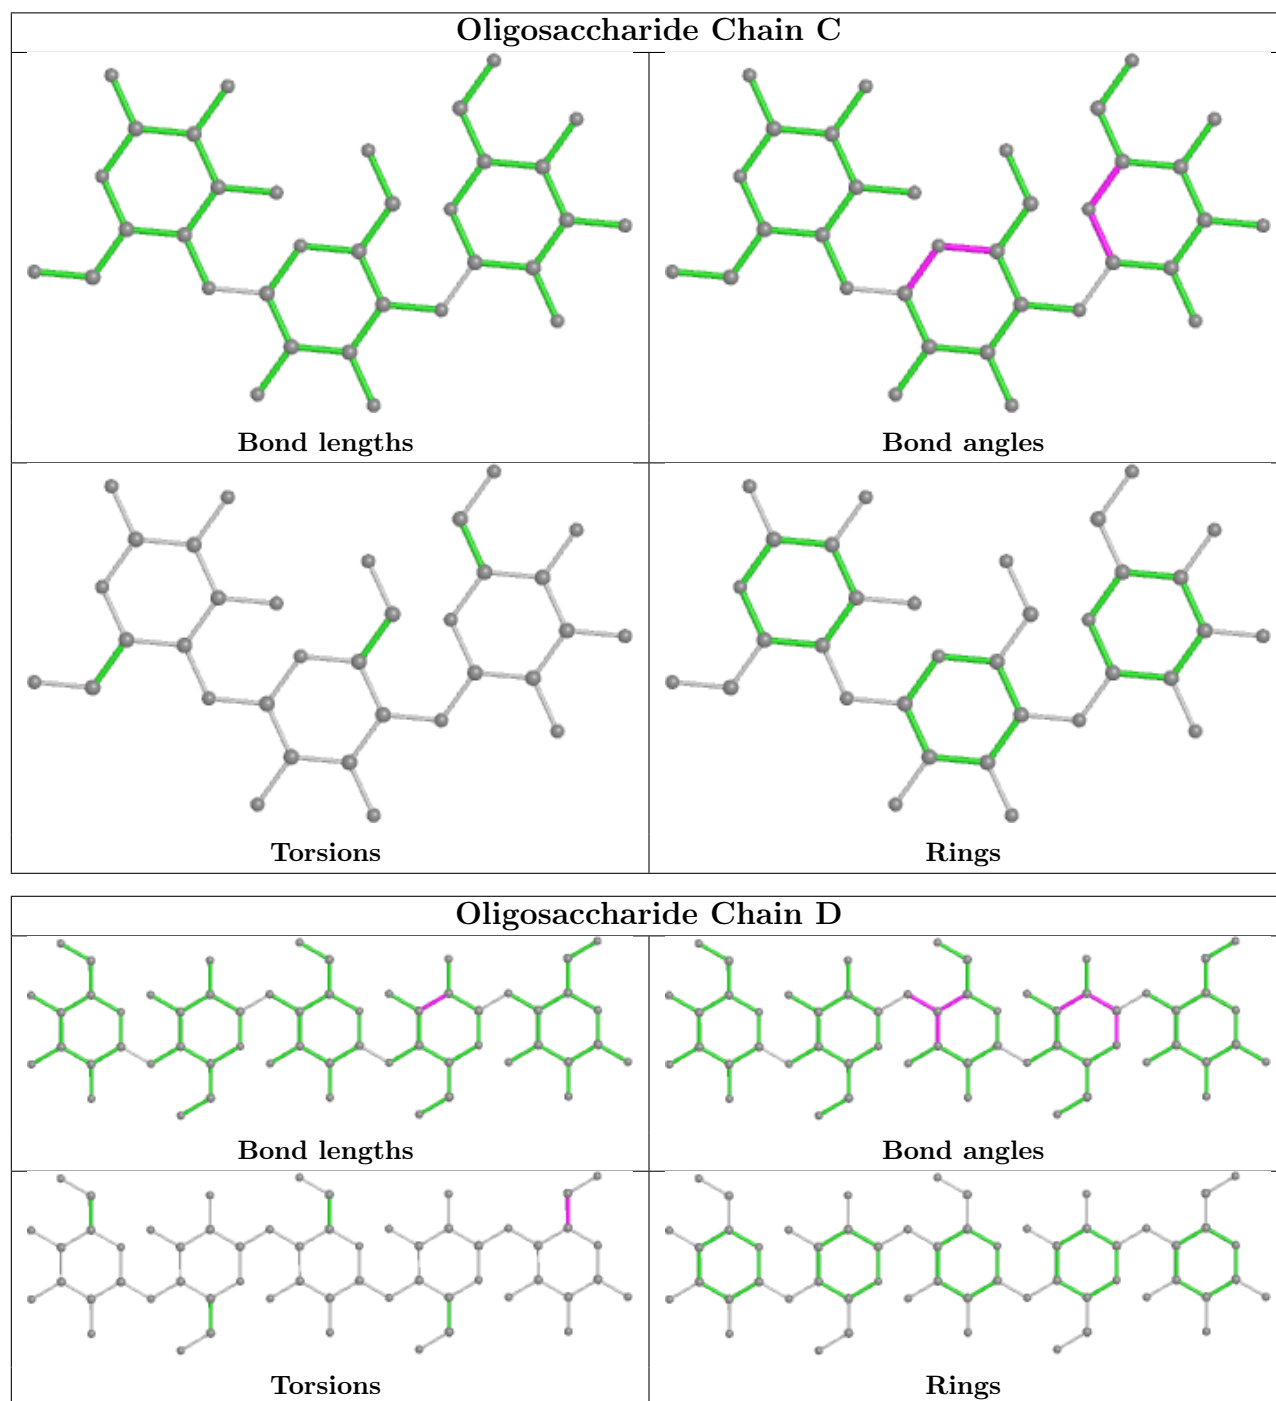 Oligosaccharide Chain C
Bond lengths
Bond angles
Torsions
Rings
Oligosaccharide Chain D
Bond lengths
Bond angles
Torsions
Rings